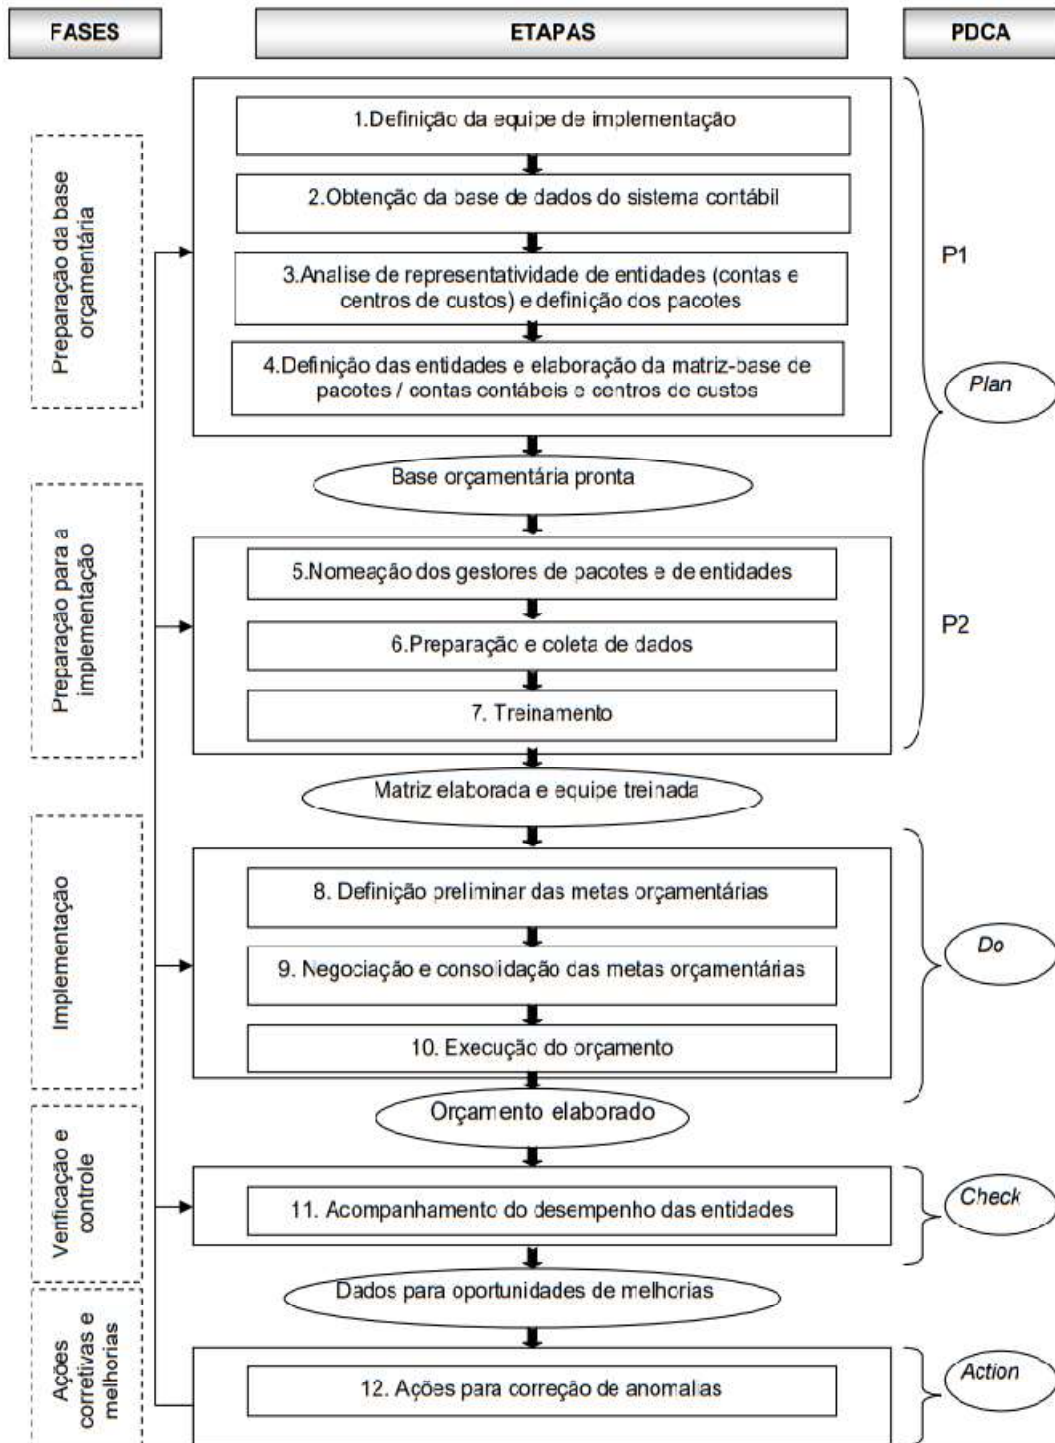 FASES
ETAPAS
PDCA
Preparação da base
orçamentária
1.Definição da equipe de implementação
2.Obtenção da base de dados do sistema contábil
3.Analise de representatividade de entidades (contas e
centros de custos) e definição dos pacotes
4.Definição das entidades e elaboração da matriz-base de
pacotes / contas contábeis e centros de custos
P1
Plan
Base orçamentária pronta
Preparação para a
implementação
5.Nomeação dos gestores de pacotes e de entidades
6.Preparação e coleta de dados
7. Treinamento
P2
Matriz elaborada e equipe treinada
Implementação
8. Definição preliminar das metas orçamentárias
9. Negociação e consolidação das metas orçamentárias
10. Execução do orçamento
Do
Orçamento elaborado
Verificação e
controle
11. Acompanhamento do desempenho das entidades
Check
Dados para oportunidades de melhorias
Ações
corretivas e
melhorias
12. Ações para correção de anomalias
Action